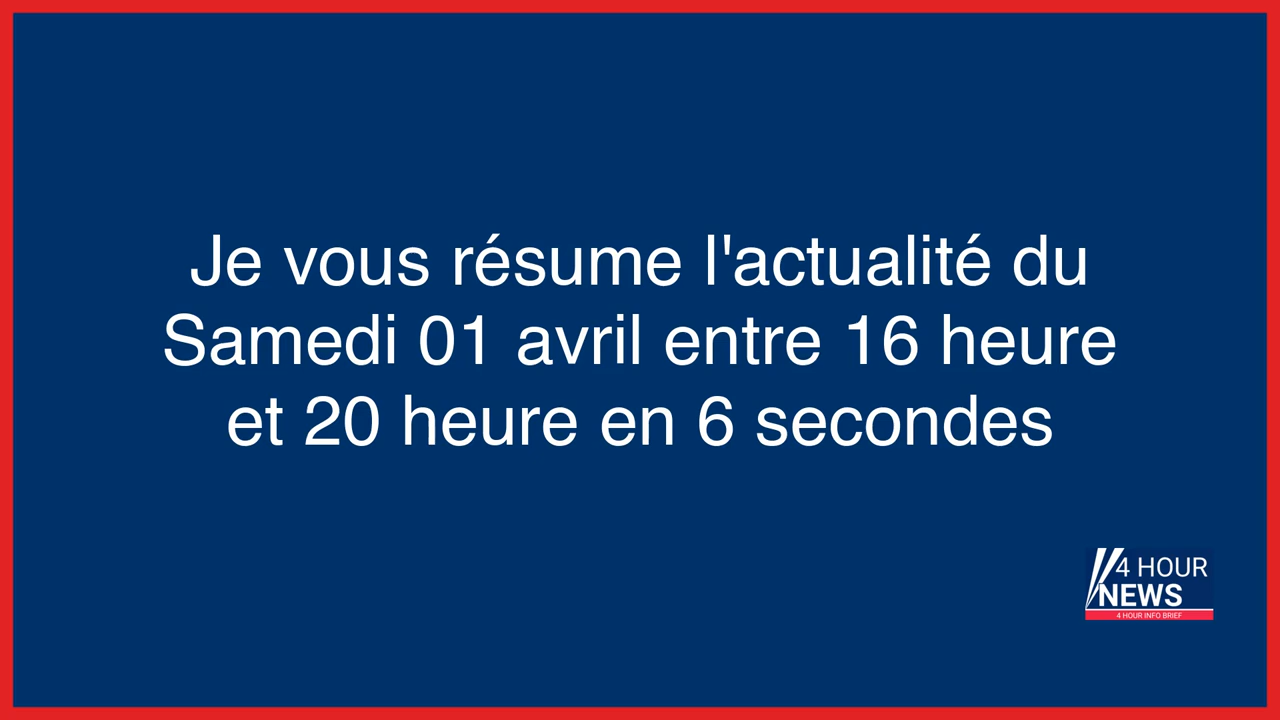 Je vous résume l'actualité du
Samedi 01 avril entre 16 heure
et 20 heure en 6 secondes
4 HOUR
NEWS
4 HOUR INFO BRIEF